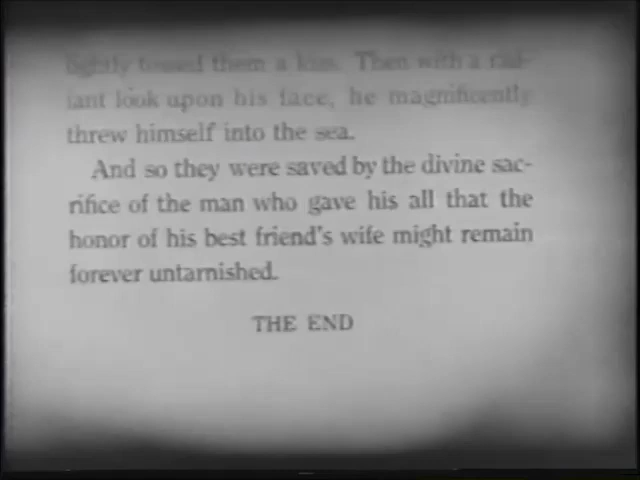 lightly tossed them a kiss. Then with a rad-
iant look upon his face, he magnificently
threw himself into the sea.
And so they were saved by the divine sac-
rifice of the man who gave his all that the
honor of his best friend's wife might remain
forever untarnished.
THE END